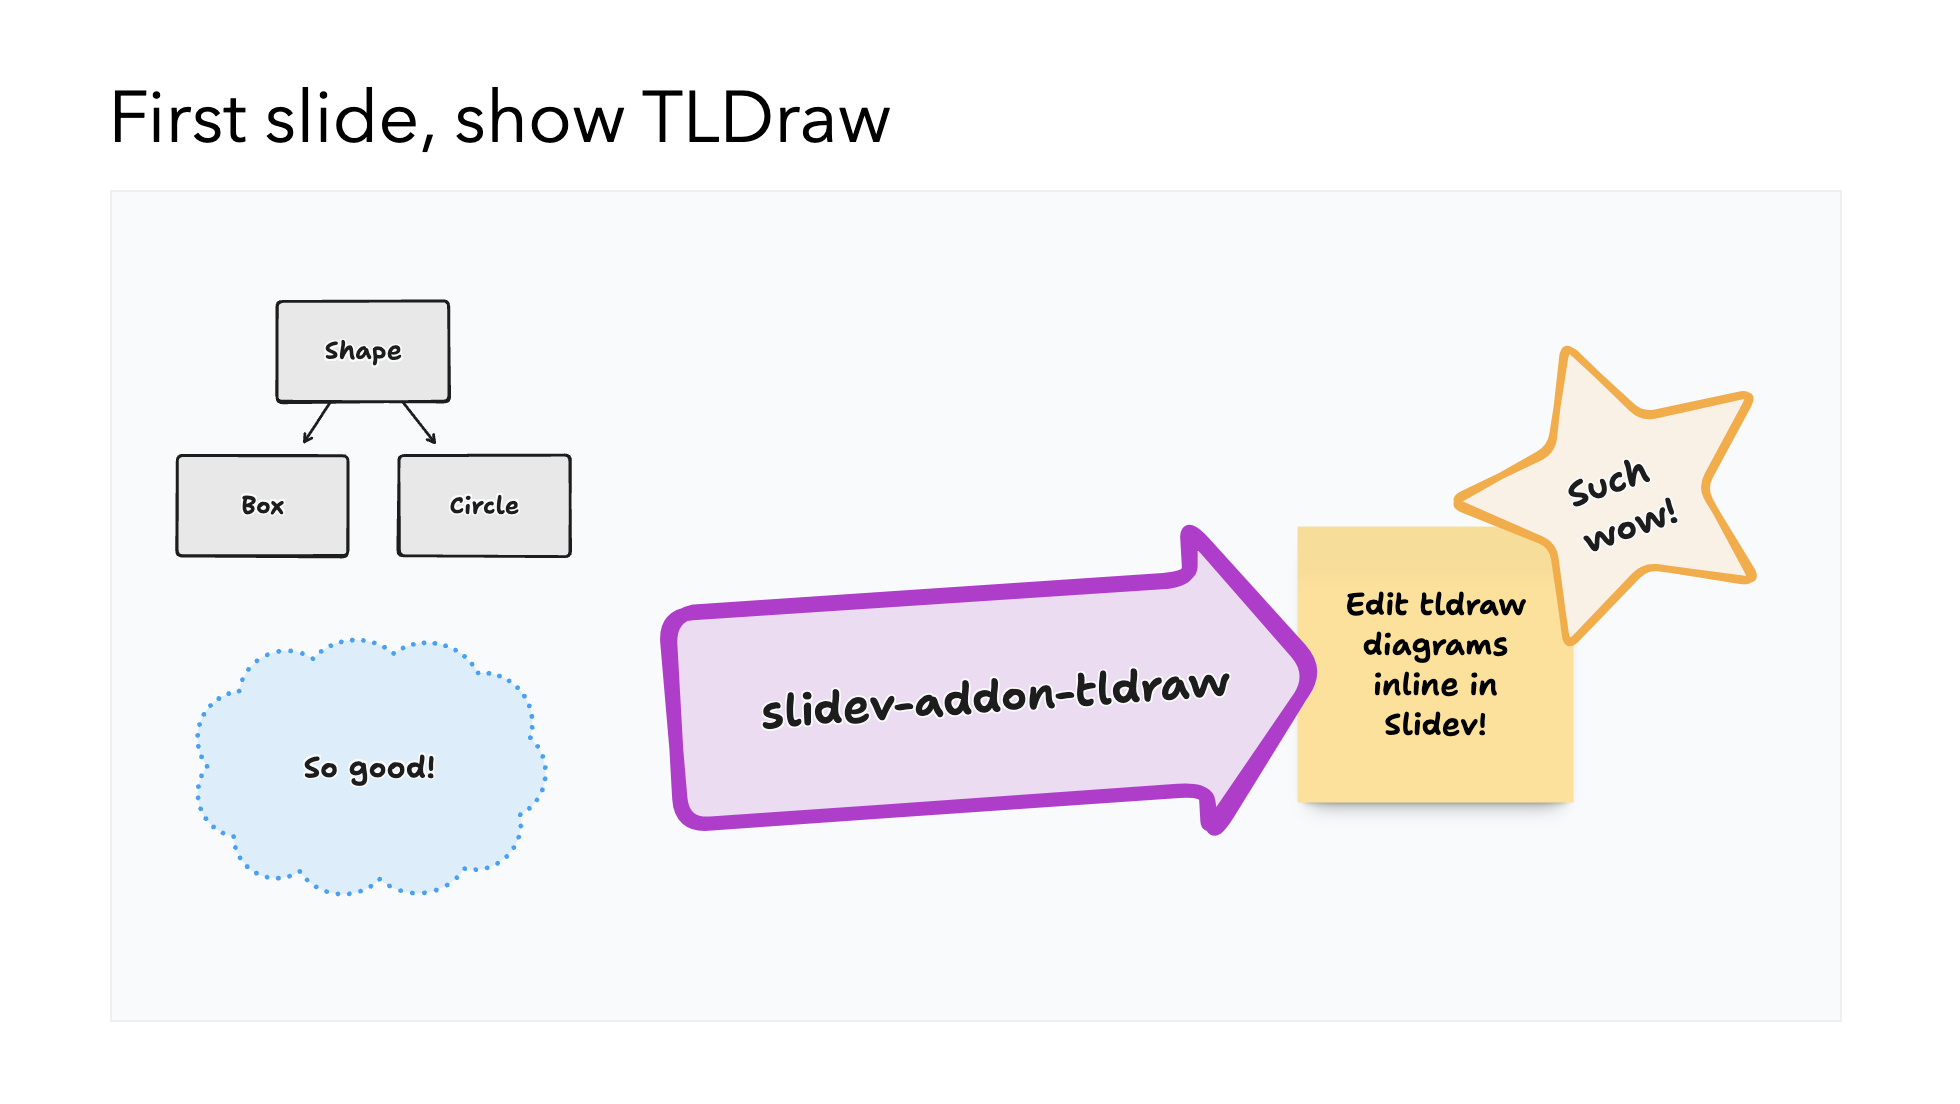 First slide, show TLDraw
Shape
Box
Circle
So good!
slidev-addon-tldraw
Edit tldraw
diagrams
inline in
Slidev!
Such
wow!